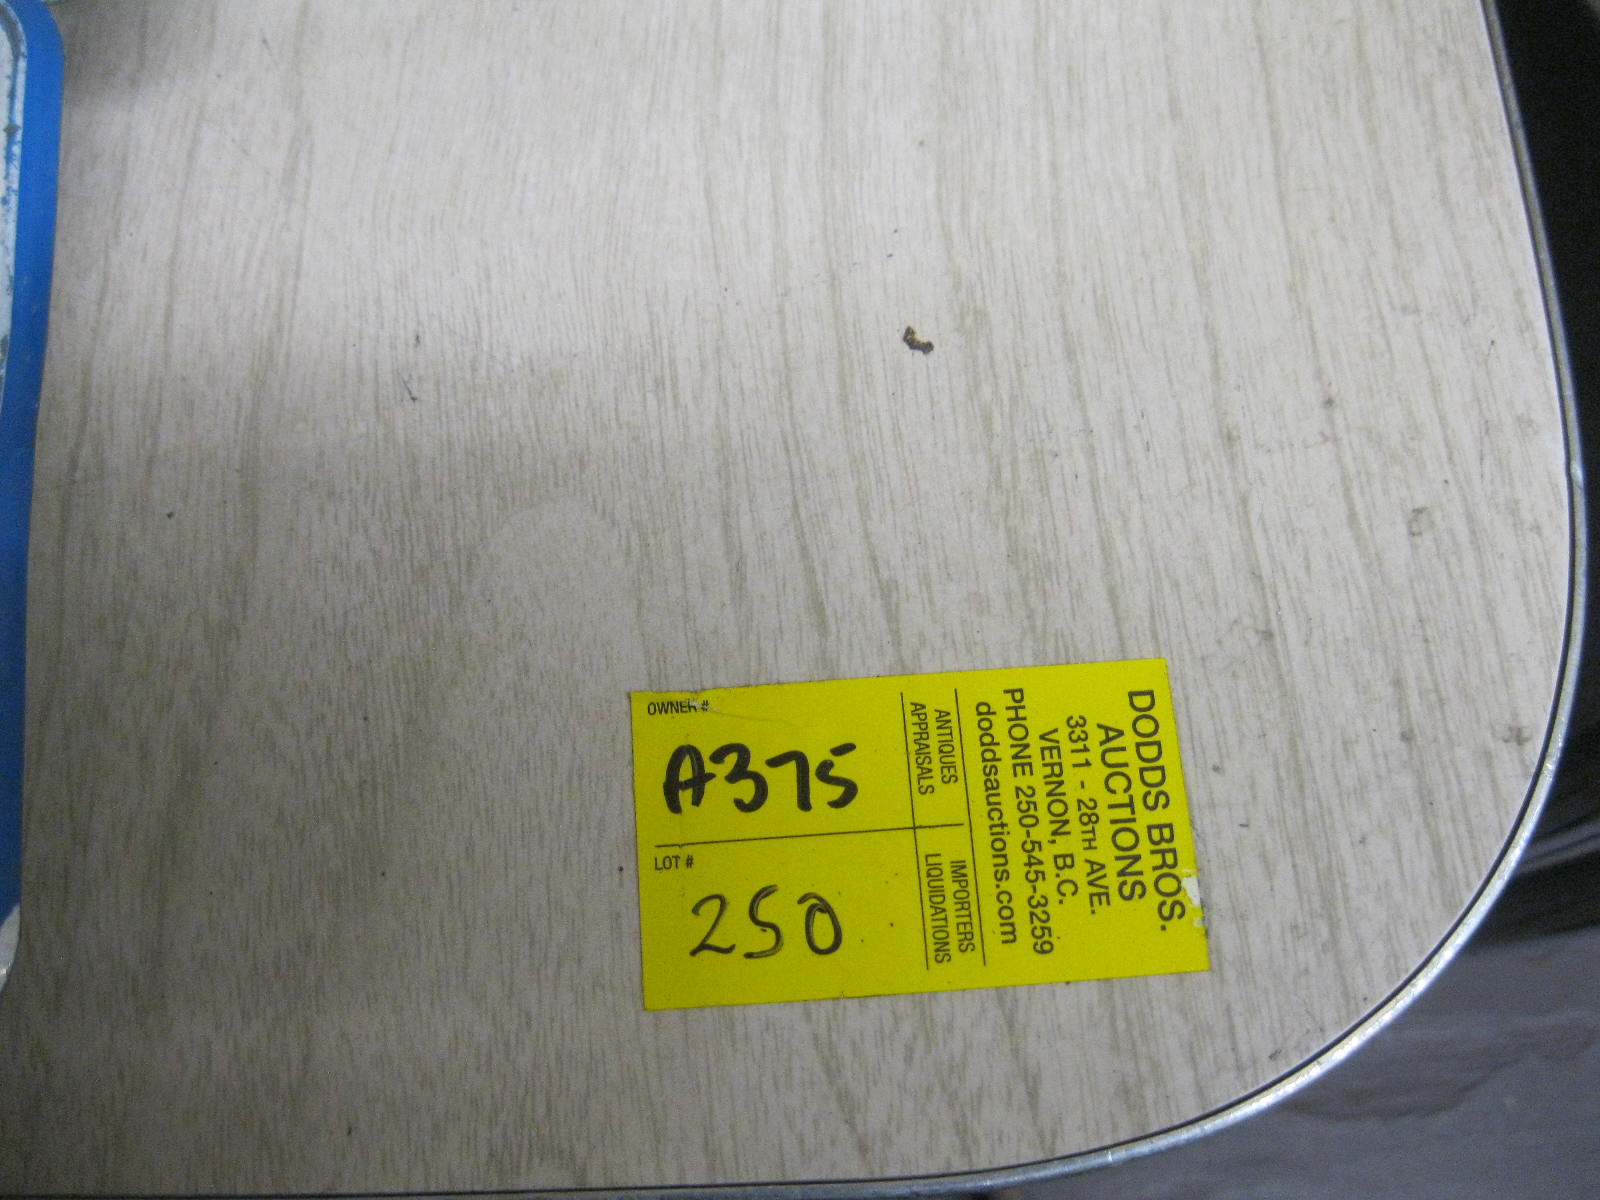 DODDS BROS.
AUCTIONS
3311 - 28TH AVE.
VERNON, B.C.
PHONE 250-545-3259
doddsauctions.com
ANTIQUES
APPRAISALS
IMPORTERS
LIQUIDATIONS
OWNER #
A375
LOT #
250